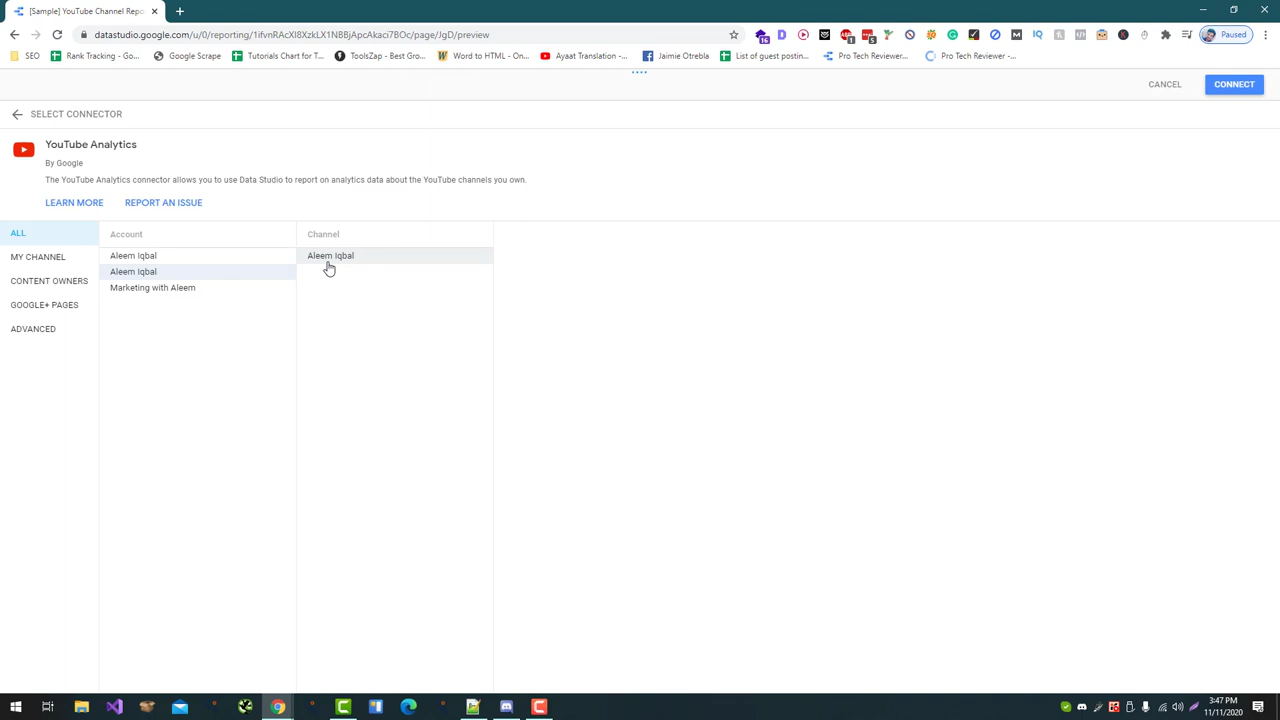 [Sample] YouTube Channel Repo
datastudio.google.com/u/0/reporting/1ifvnRAcXI8XzkLX1NBBjApcAkaci7BOc/page/JgD/preview
Paused
SEO
Rank Tracking - Go...
Google Scrape
Tutorials Chart for T...
ToolsZap - Best Gro...
Word to HTML - On...
Ayaat Translation -...
Jaimie Otrebla
List of guest posting...
Pro Tech Reviewer...
Pro Tech Reviewer -...
CANCEL
CONNECT
SELECT CONNECTOR
YouTube Analytics
By Google
The YouTube Analytics connector allows you to use Data Studio to report on analytics data about the YouTube channels you own.
LEARN MORE
REPORT AN ISSUE
ALL
MY CHANNEL
CONTENT OWNERS
GOOGLE+ PAGES
ADVANCED
Account
Aleem Iqbal
Aleem Iqbal
Marketing with Aleem
Channel
Aleem Iqbal
3:47 PM
11/11/2020